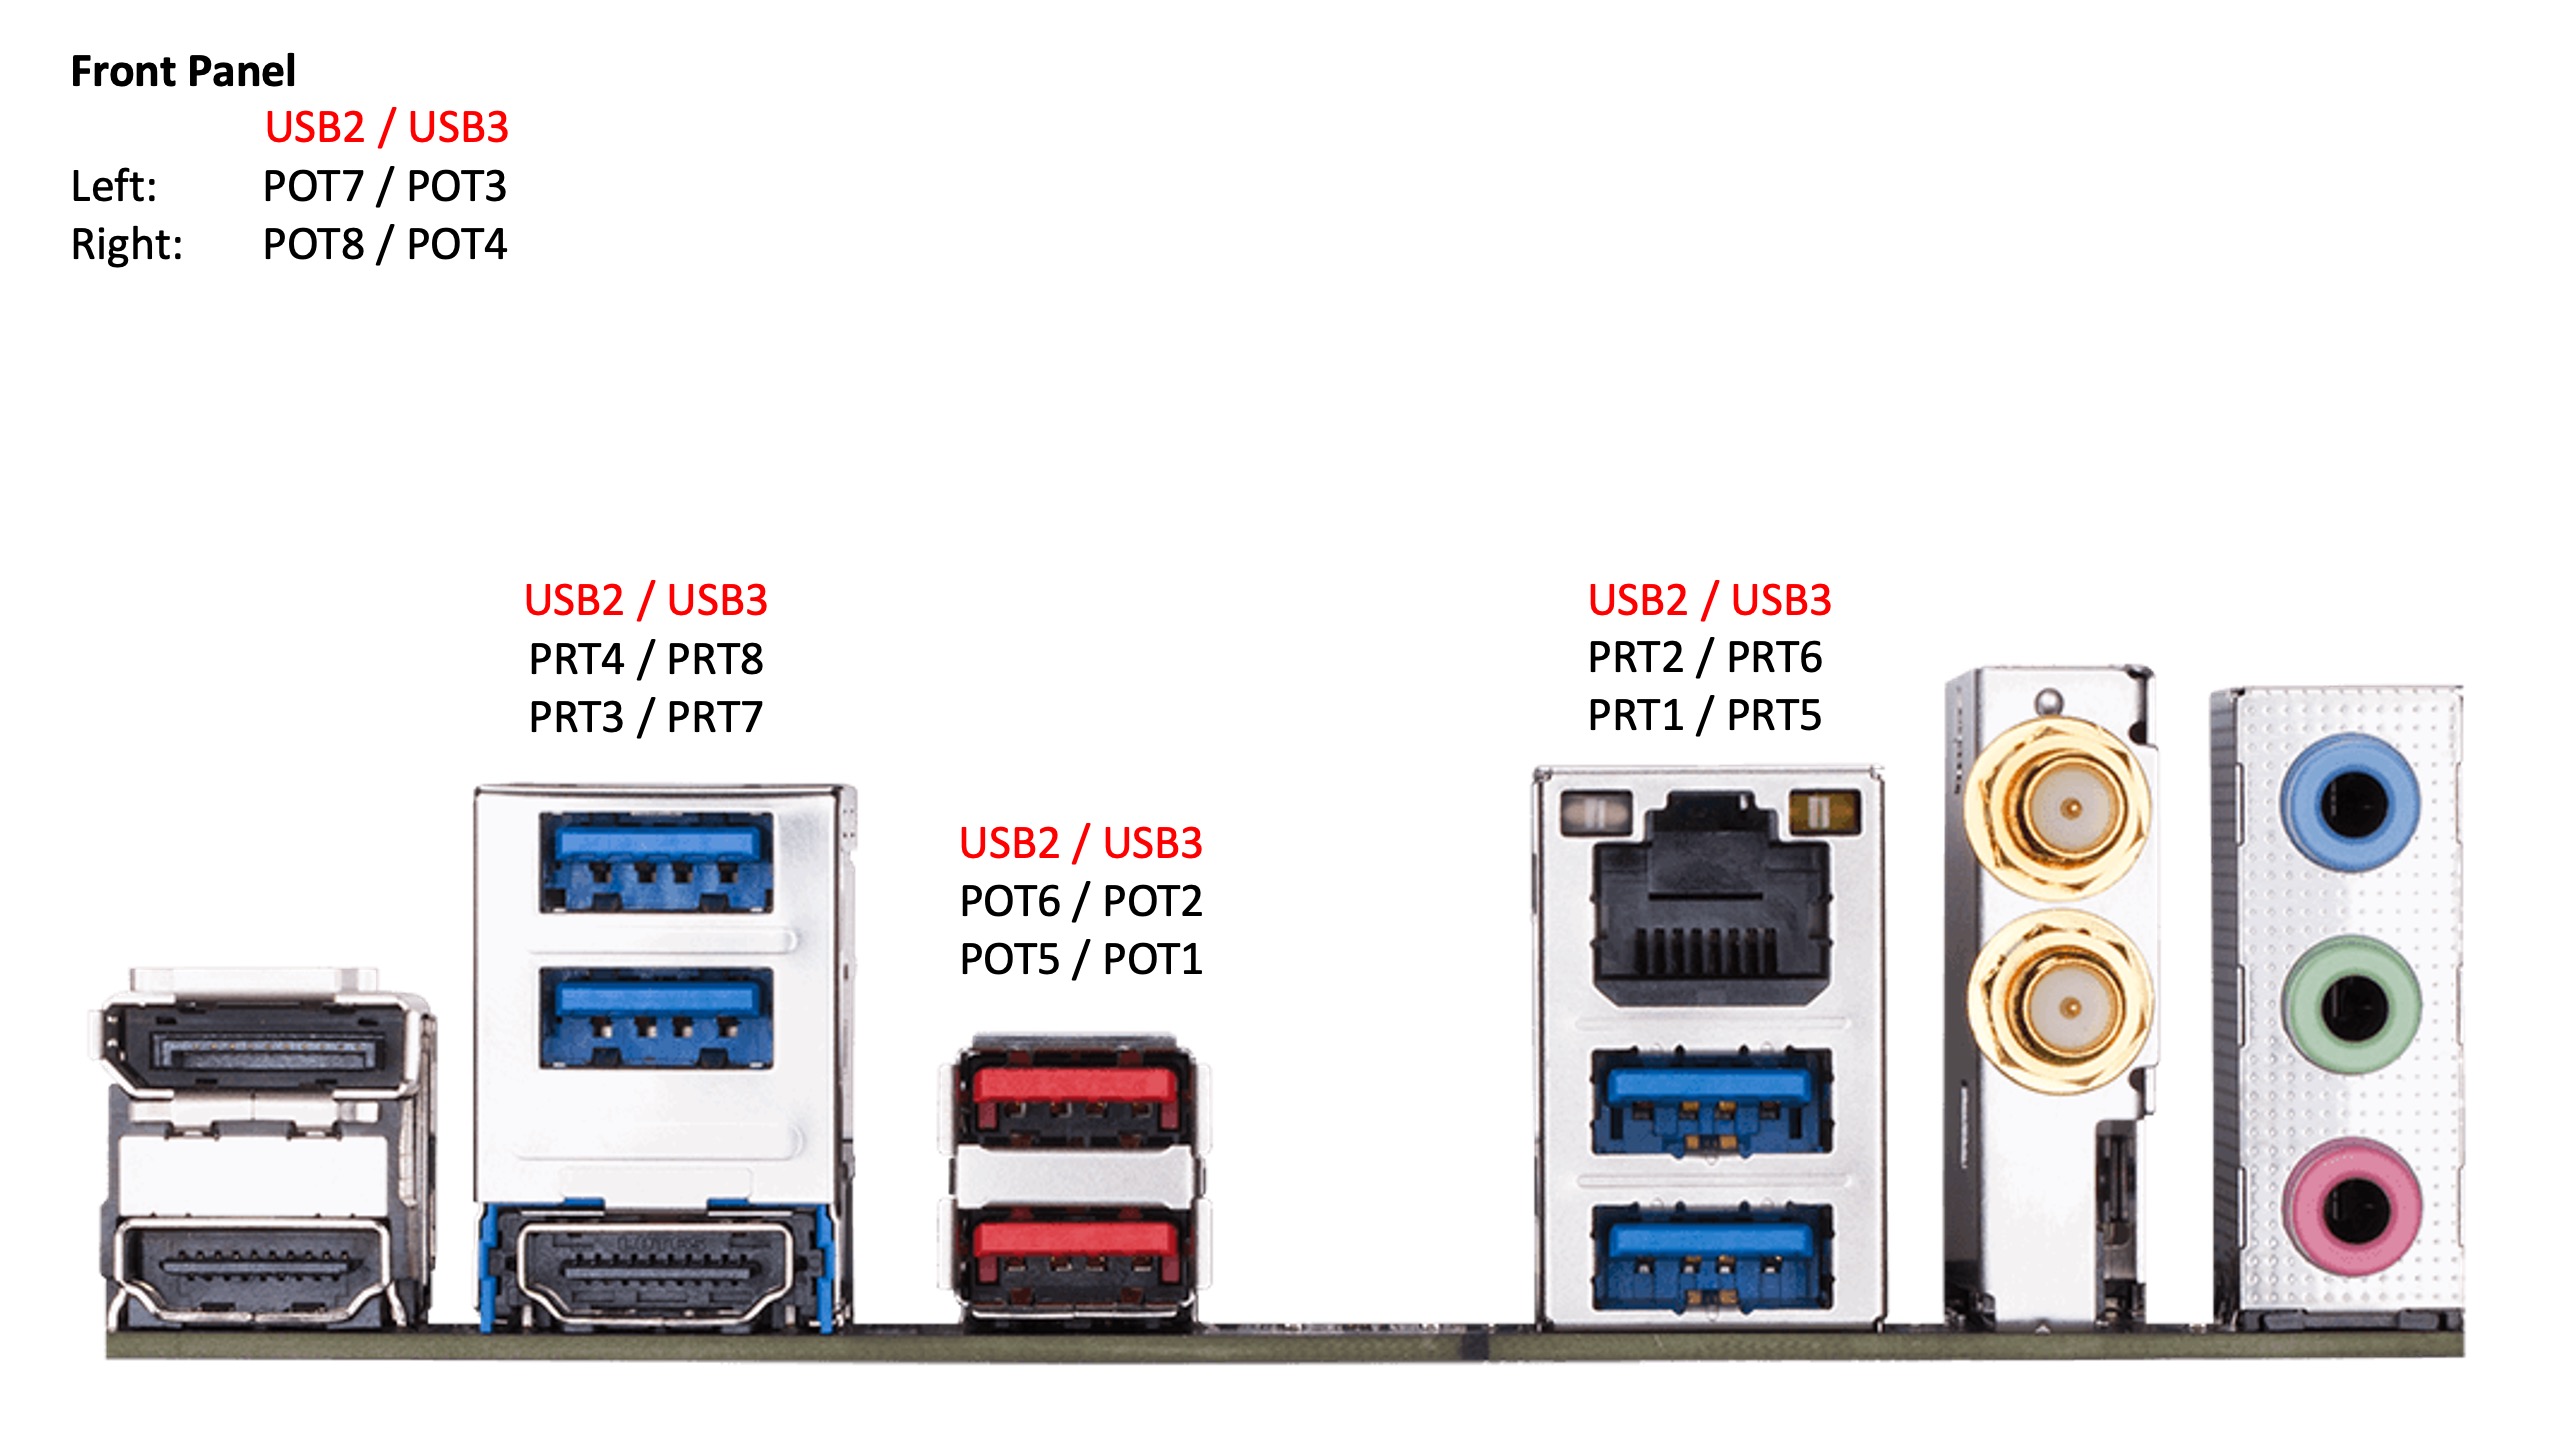 Front Panel
USB2 / USB3
Left: POT7 / POT3
Right: POT8 / POT4
USB2 / USB3
PRT4 / PRT8
PRT3 / PRT7
USB2 / USB3
POT6 / POT2
POT5 / POT1
USB2 / USB3
PRT2 / PRT6
PRT1 / PRT5